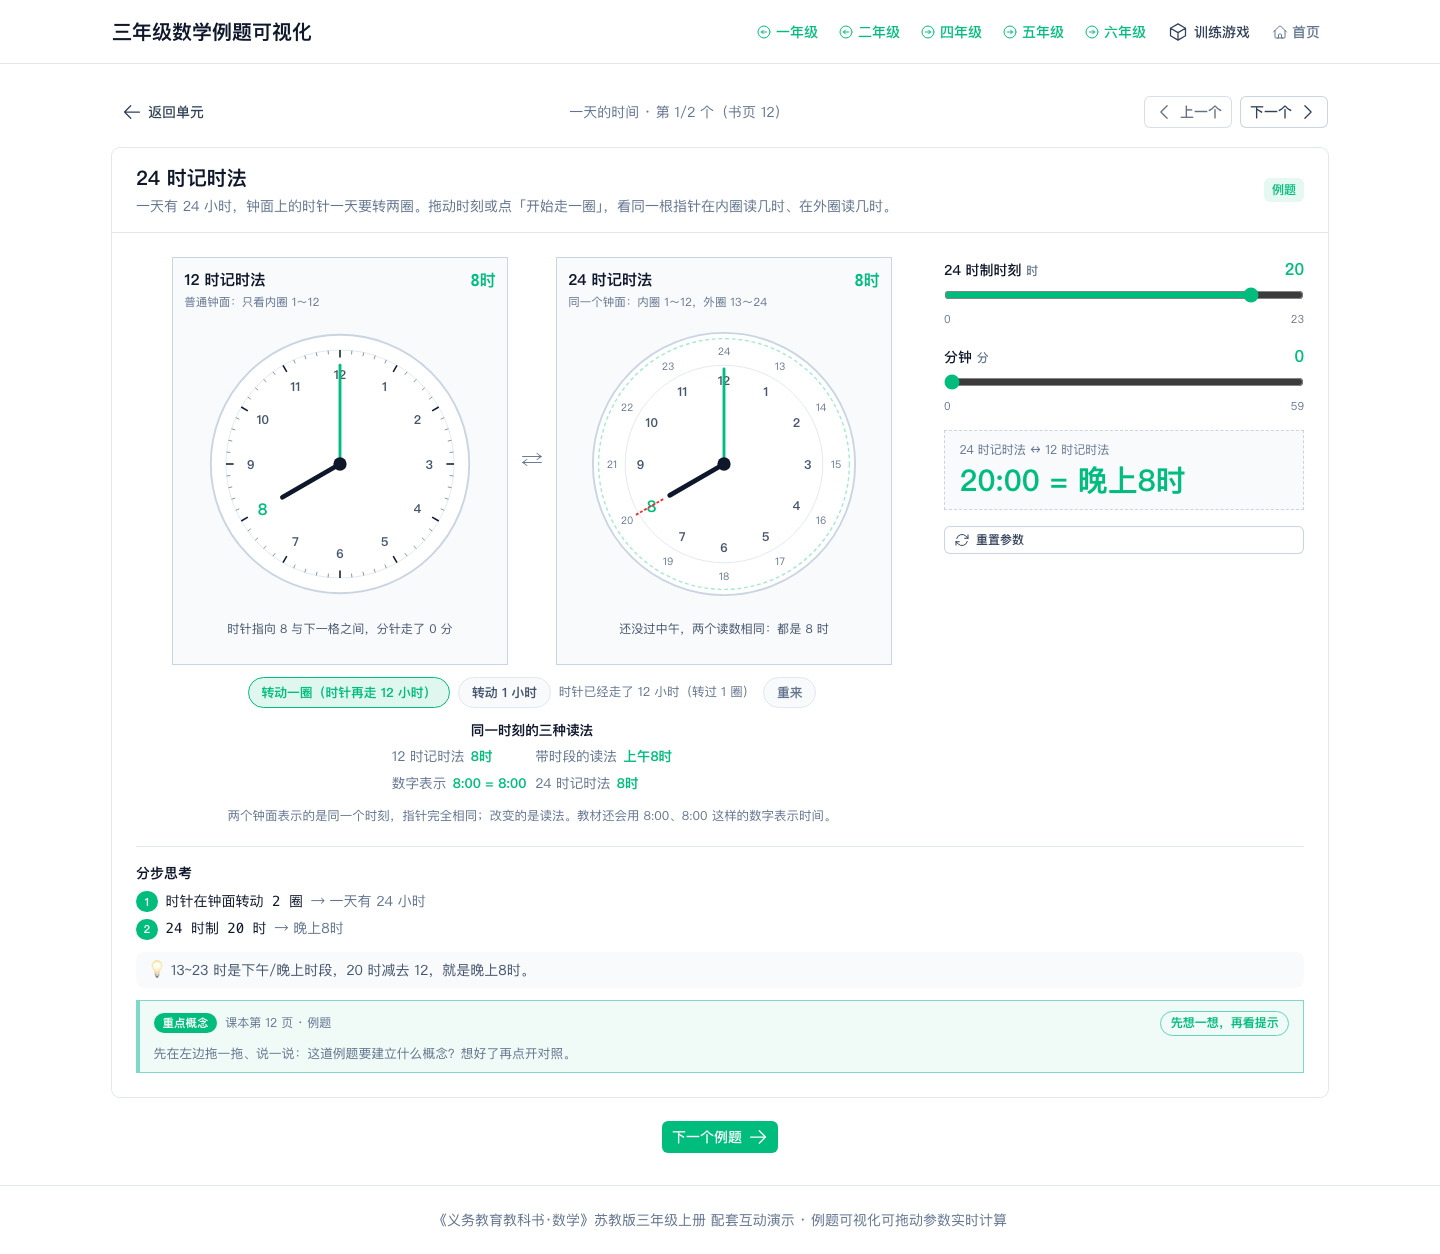 三年级数学例题可视化
一年级 二年级 四年级 五年级 六年级 训练游戏 首页
返回单元
一天的时间 · 第 1/2 个（书页 12）
上一个 下一个
24 时记时法
一天有 24 小时，钟面上的时针一天要转两圈。拖动时刻或点「开始走一圈」，看同一根指针在内圈读几时、在外圈读几时。
例题
12 时记时法 8时
普通钟面：只看内圈 1～12
12
1
2
3
4
5
6
7
8
9
10
11
时针指向 8 与下一格之间，分针走了 0 分
⇄
24 时记时法 8时
同一个钟面：内圈 1～12，外圈 13～24
24
13
14
15
16
17
18
19
20
21
22
23
12
1
2
3
4
5
6
7
8
9
10
11
还没过中午，两个读数相同：都是 8 时
24 时制时刻 时 20
0 23
分钟 分 0
0 59
24 时记时法 ↔ 12 时记时法
20:00 = 晚上8时
重置参数
转动一圈（时针再走 12 小时） 转动 1 小时 时针已经走了 12 小时（转过 1 圈） 重来
同一时刻的三种读法
12 时记时法 8时 带时段的读法 上午8时
数字表示 8:00 = 8:00 24 时记时法 8时
两个钟面表示的是同一个时刻，指针完全相同；改变的是读法。教材还会用 8:00、8:00 这样的数字表示时间。
分步思考
1 时针在钟面转动 2 圈 → 一天有 24 小时
2 24 时制 20 时 → 晚上8时
💡 13~23 时是下午/晚上时段，20 时减去 12，就是晚上8时。
重点概念 课本第 12 页 · 例题 先想一想，再看提示
先在左边拖一拖、说一说：这道例题要建立什么概念？想好了再点开对照。
下一个例题 →
《义务教育教科书·数学》苏教版三年级上册 配套互动演示 · 例题可视化可拖动参数实时计算